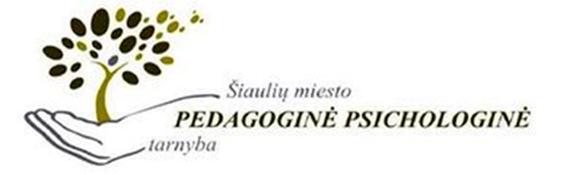 Šiaulių miesto
PEDAGOGINĖ PSICHOLOGINĖ
tarnyba